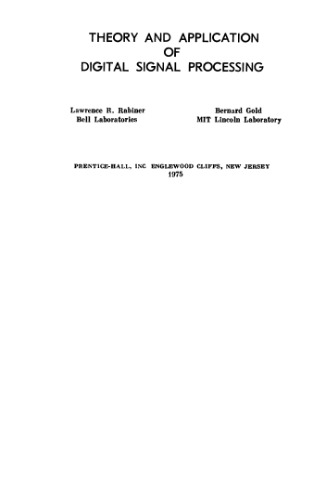 THEORY AND APPLICATION
OF
DIGITAL SIGNAL PROCESSING
Lawrence R. Rabiner
Bell Laboratories
Bernard Gold
MIT Lincoln Laboratory
PRENTICE-HALL, INC ENGLEWOOD CLIFFS, NEW JERSEY
1975